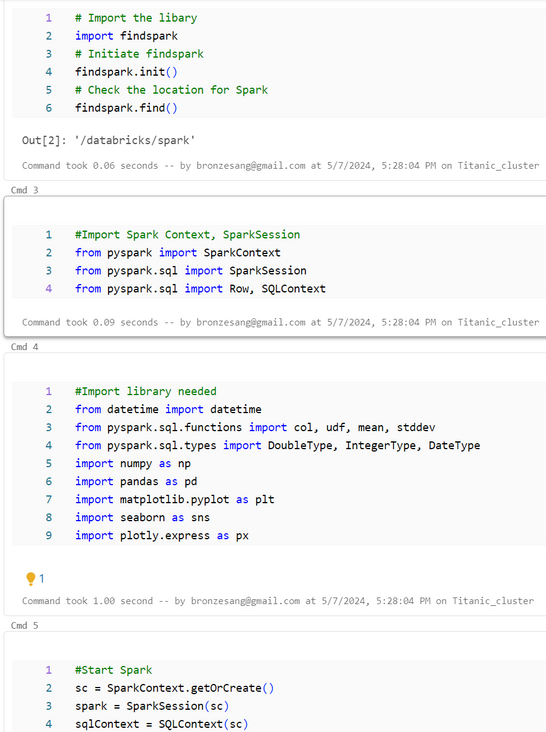 1 # Import the libary
2 import findspark
3 # Initiate findspark
4 findspark.init()
5 # Check the location for Spark
6 findspark.find()
Out[2]: '/databricks/spark'
Command took 0.06 seconds -- by bronzesang@gmail.com at 5/7/2024, 5:28:04 PM on Titanic_cluster
Cmd 3
1 #Import Spark Context, SparkSession
2 from pyspark import SparkContext
3 from pyspark.sql import SparkSession
4 from pyspark.sql import Row, SQLContext
Command took 0.09 seconds -- by bronzesang@gmail.com at 5/7/2024, 5:28:04 PM on Titanic_cluster
Cmd 4
1 #Import library needed
2 from datetime import datetime
3 from pyspark.sql.functions import col, udf, mean, stddev
4 from pyspark.sql.types import DoubleType, IntegerType, DateType
5 import numpy as np
6 import pandas as pd
7 import matplotlib.pyplot as plt
8 import seaborn as sns
9 import plotly.express as px
1
Command took 1.00 second -- by bronzesang@gmail.com at 5/7/2024, 5:28:04 PM on Titanic_cluster
Cmd 5
1 #Start Spark
2 sc = SparkContext.getOrCreate()
3 spark = SparkSession(sc)
4 sqlContext = SQLContext(sc)